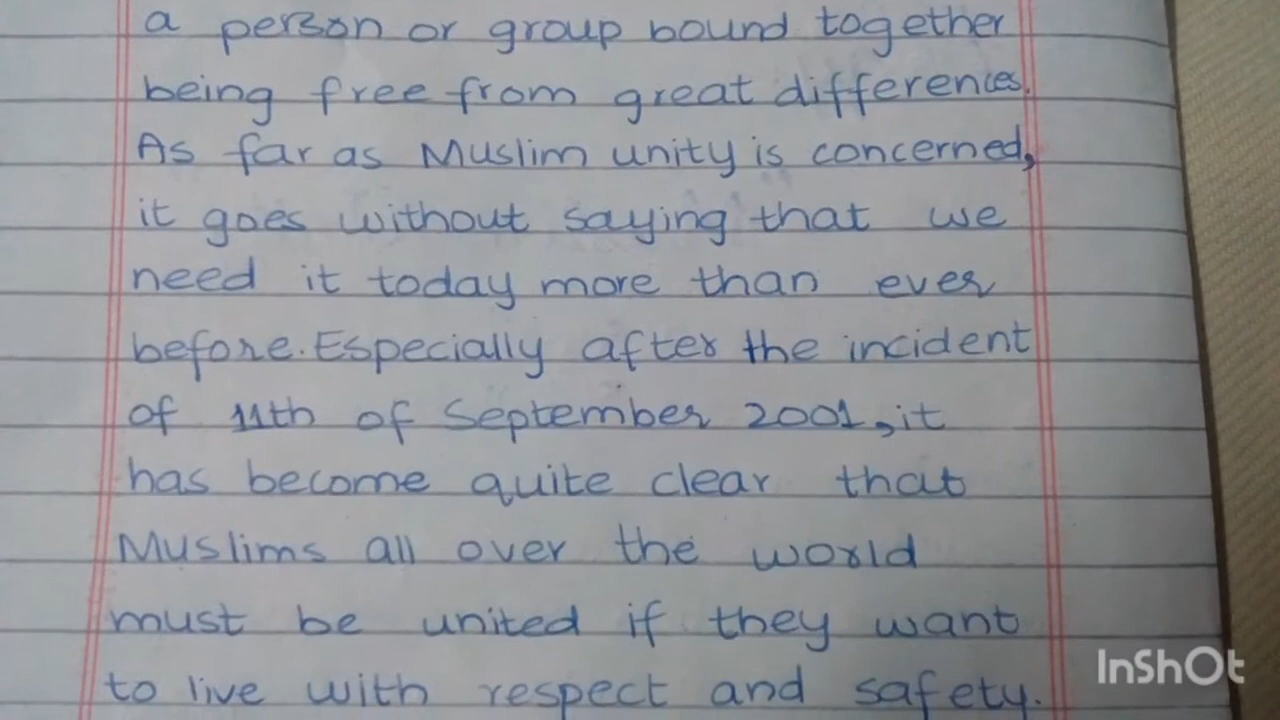 a person or group bound together
being free from great differences.
As far as Muslim unity is concerned,
it goes without saying that we
need it today more than ever
before. Especially after the incident
of 11th of September 2001, it
has become quite clear that
Muslims all over the world
must be united if they want
to live with respect and safety.
InShOt